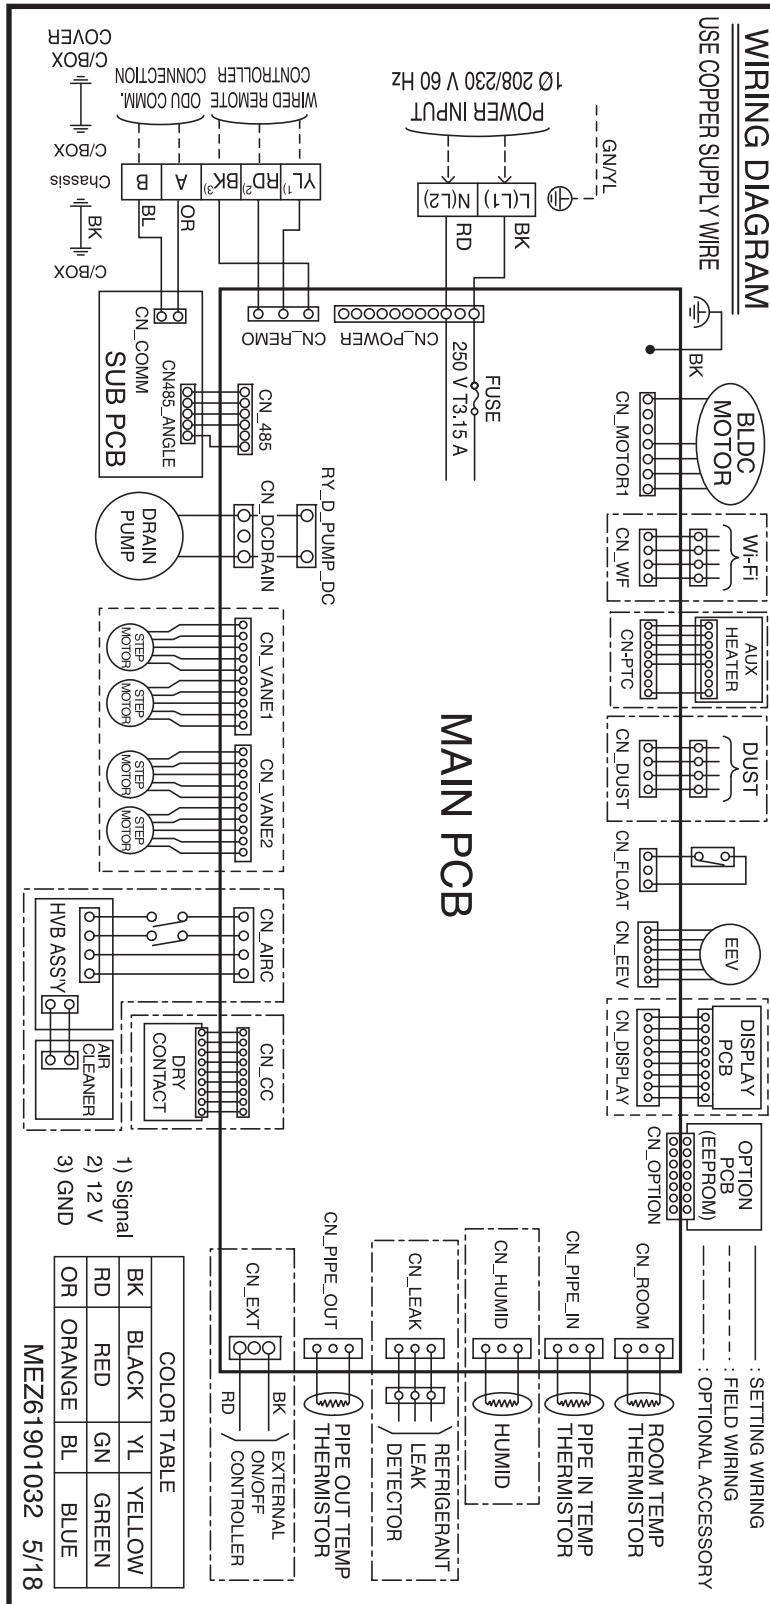 WIRING DIAGRAM
USE COPPER SUPPLY WIRE
GN/YL
POWER INPUT
1Ø 208/230 V 60 Hz
L(L1)
N(L2)
BK
RD
WIRED REMOTE
CONTROLLER
ODU COMM.
CONNECTION
YL 1)
RD 2)
BK 3)
A
B
OR
BL
C/BOX
COVER
C/BOX
Chassis
BK
C/BOX
CN_POWER
CN_REMO
FUSE
250 V T3.15 A
BK
BLDC
MOTOR
CN_MOTOR1
Wi-Fi
CN_WF
AUX
HEATER
CN-PTC
DUST
CN_DUST
CN_FLOAT
EEV
CN_EEV
DISPLAY
PCB
CN_DISPLAY
OPTION
PCB
(EEPROM)
CN_OPTION
MAIN PCB
CN_COMM
SUB PCB
CN485_ANGLE
CN_485
DRAIN
PUMP
CN_DCDRAIN
RY_D_PUMP_DC
STEP
MOTOR
STEP
MOTOR
CN_VANE1
STEP
MOTOR
STEP
MOTOR
CN_VANE2
CN_AIRC
HVB ASS'Y
AIR
CLEANER
CN_CC
DRY
CONTACT
: SETTING WIRING
: FIELD WIRING
: OPTIONAL ACCESSORY
CN_ROOM
ROOM TEMP
THERMISTOR
CN_PIPE_IN
PIPE IN TEMP
THERMISTOR
CN_HUMID
HUMID
CN_LEAK
REFRIGERANT
LEAK
DETECTOR
CN_PIPE_OUT
PIPE OUT TEMP
THERMISTOR
CN_EXT
BK
RD
EXTERNAL
ON/OFF
CONTROLLER
1) Signal
2) 12 V
3) GND
COLOR TABLE
BK BLACK YL YELLOW
RD RED GN GREEN
OR ORANGE BL BLUE
MEZ61901032 5/18